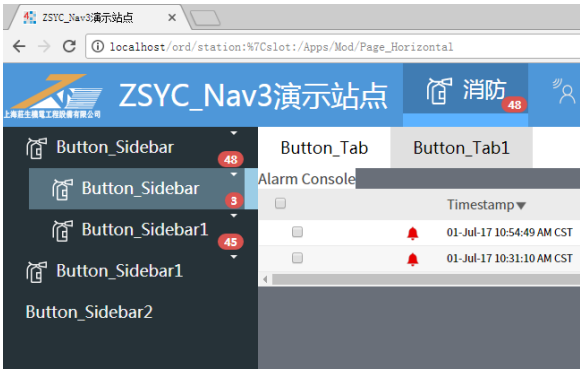 ZSYC_Nav3演示站点
localhost/ord/station:%7Cslot:/Apps/Mod/Page_Horizontal
ZSYC_Nav3演示站点
消防
48
Button_Sidebar
48
Button_Sidebar
3
Button_Sidebar1
45
Button_Sidebar1
Button_Sidebar2
Button_Tab
Button_Tab1
Alarm Console
Timestamp
01-Jul-17 10:54:49 AM CST
01-Jul-17 10:31:10 AM CST